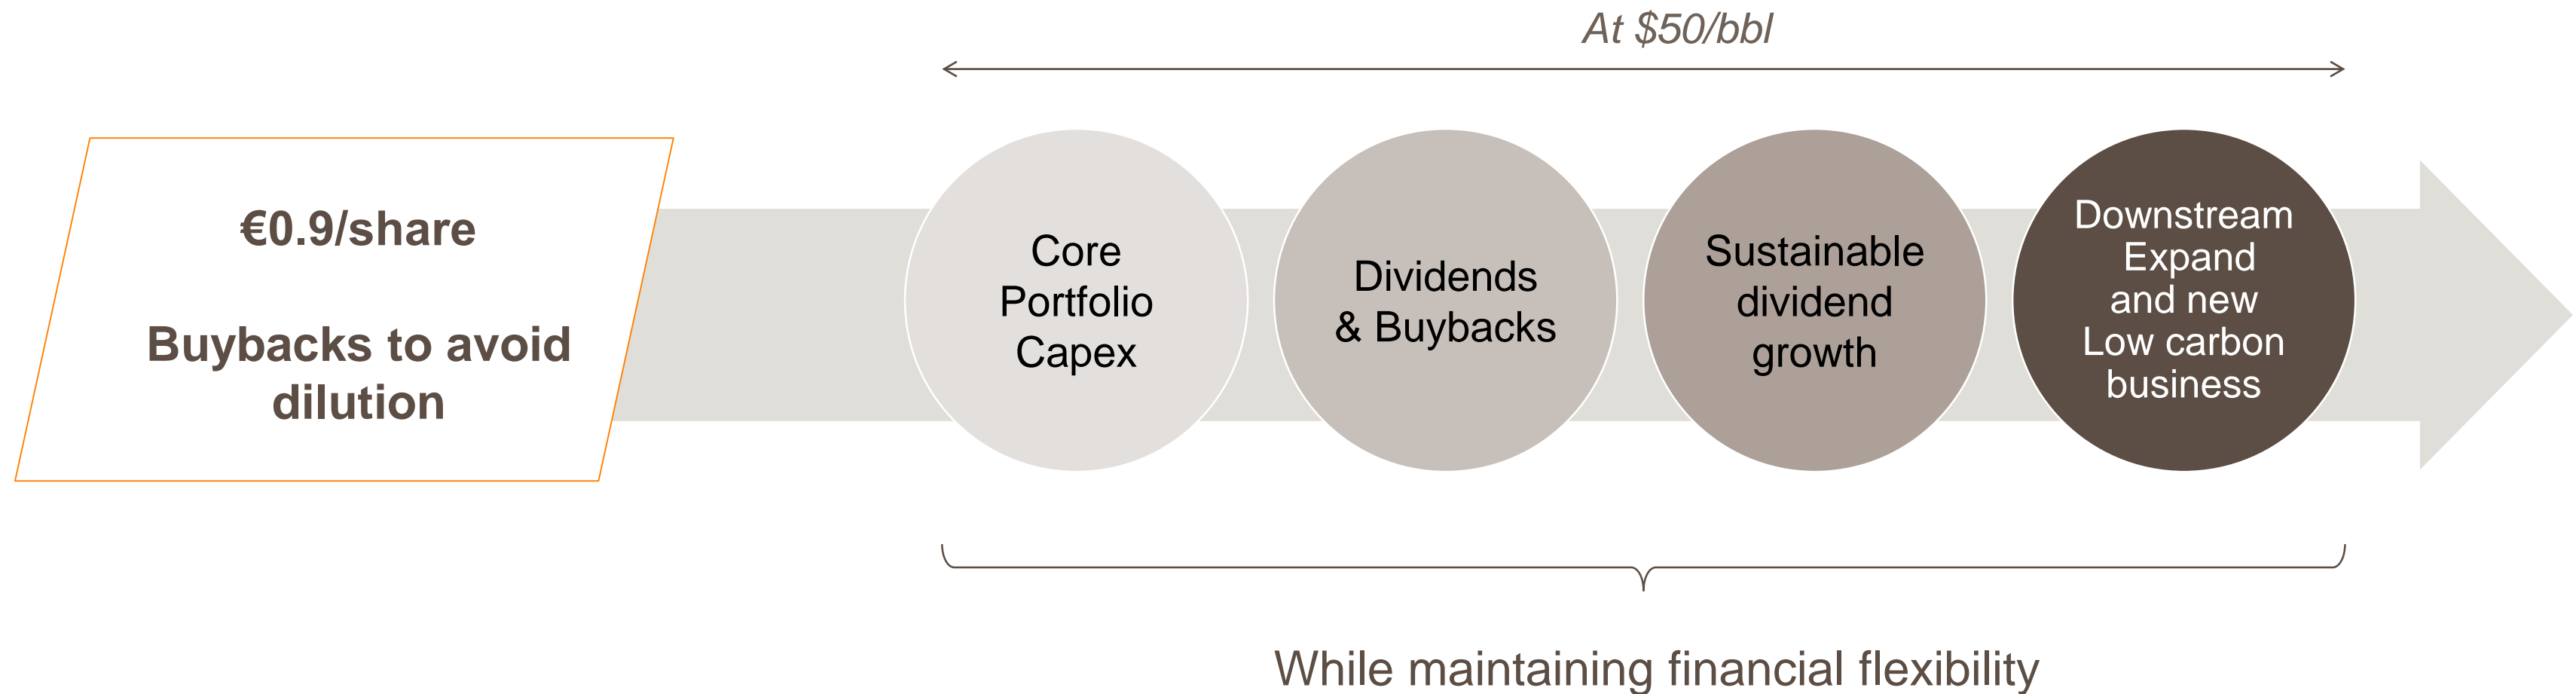 At $50/bbl
€0.9/share
Buybacks to avoid
dilution
Core
Portfolio
Capex
Dividends
& Buybacks
Sustainable
dividend
growth
Downstream
Expand
and new
Low carbon
business
While maintaining financial flexibility